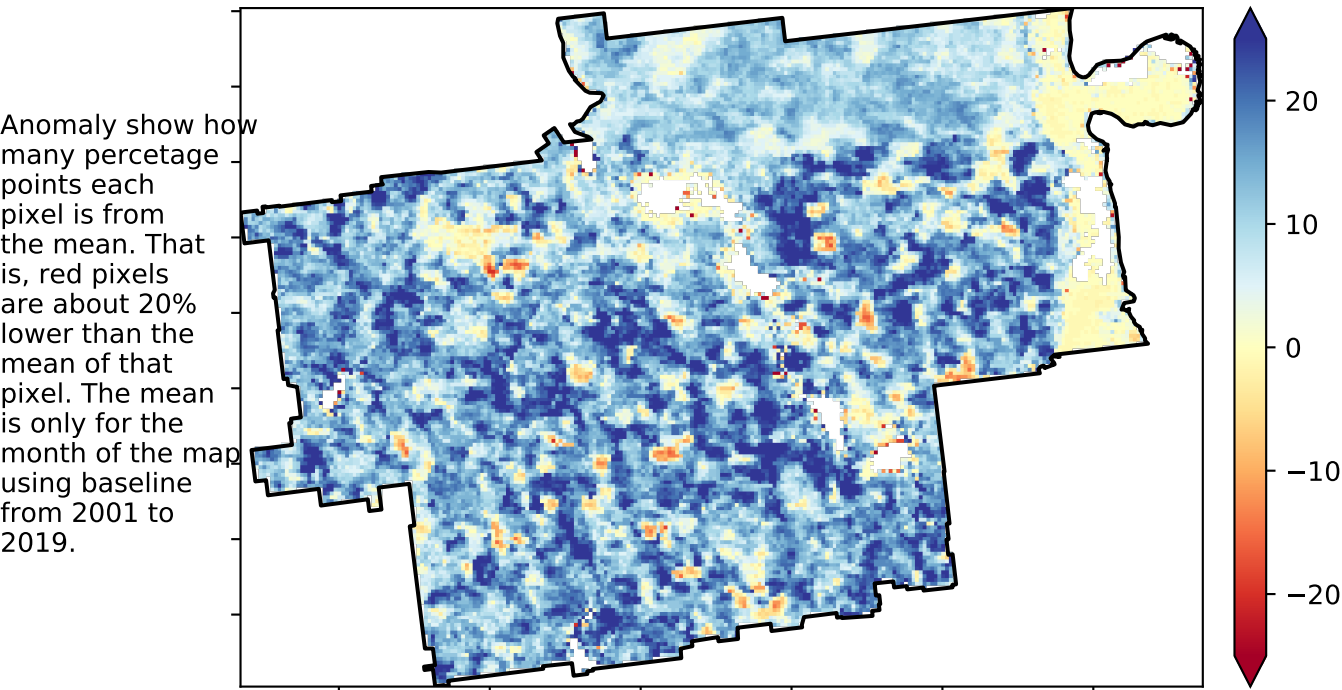 Anomaly show how
many percetage
points each
pixel is from
the mean. That
is, red pixels
are about 20%
lower than the
mean of that
pixel. The mean
is only for the
month of the map
using baseline
from 2001 to
2019.
20
10
0
−10
−20